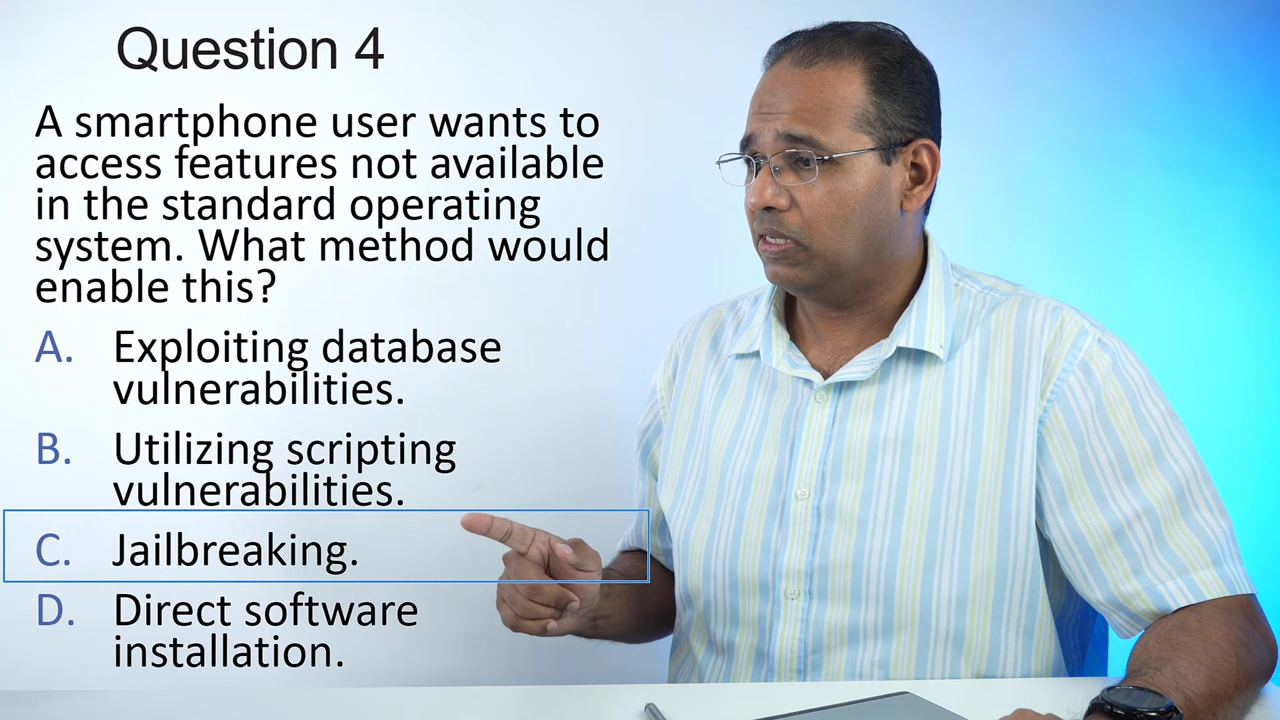 Question 4
A smartphone user wants to
access features not available
in the standard operating
system. What method would
enable this?
A. Exploiting database
vulnerabilities.
B. Utilizing scripting
vulnerabilities.
C. Jailbreaking.
D. Direct software
installation.